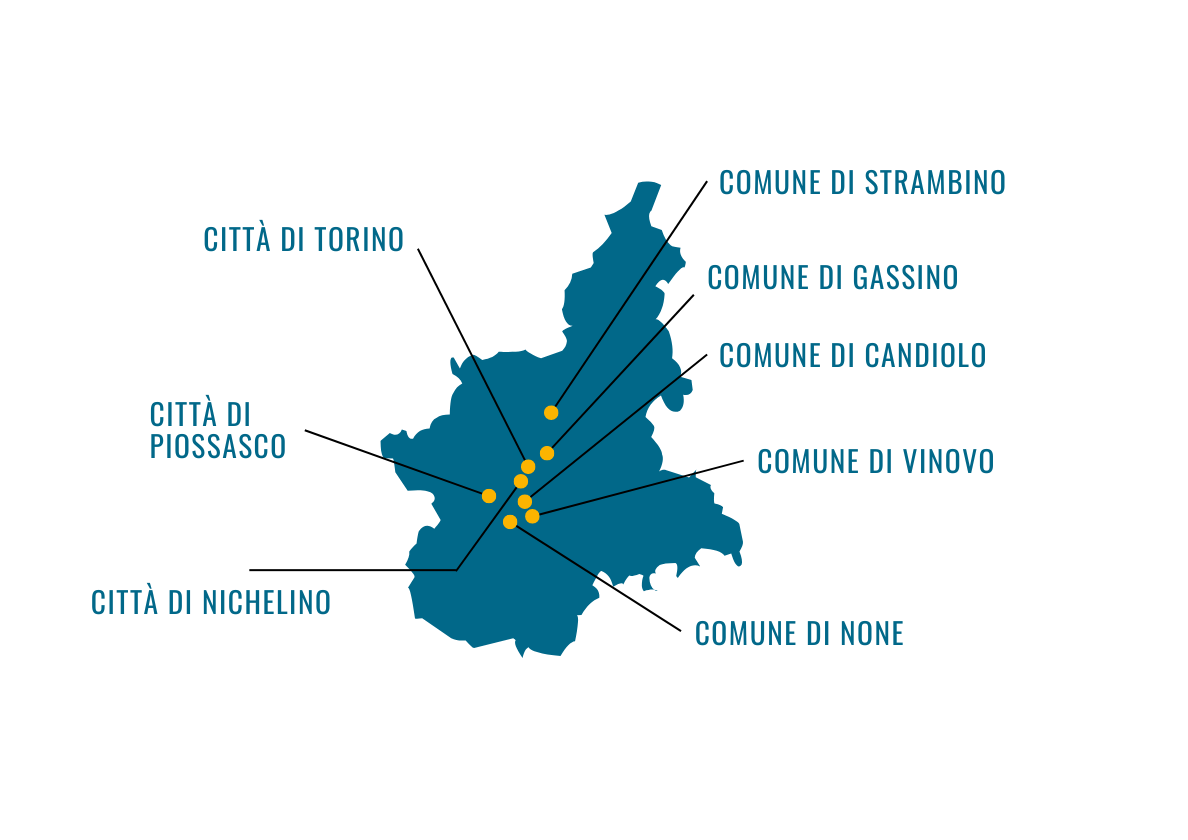 COMUNE DI STRAMBINO
CITTÀ DI TORINO
COMUNE DI GASSINO
COMUNE DI CANDIOLO
CITTÀ DI
PIOSSASCO
COMUNE DI VINOVO
CITTÀ DI NICHELINO
COMUNE DI NONE